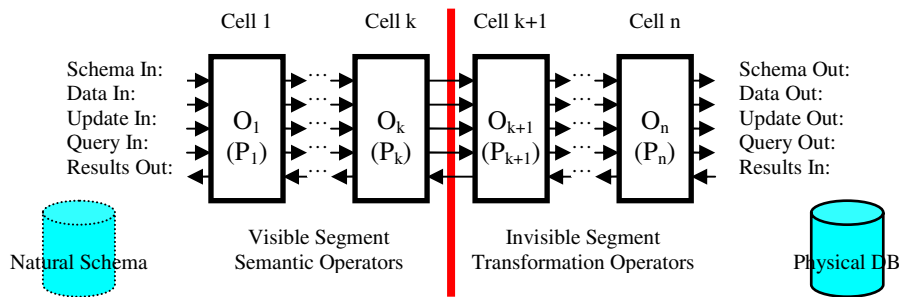 Cell 1 Cell k Cell k+1 Cell n
Schema In: ... ... Schema Out:
Data In: ... ... Data Out:
Update In: O1 ... Ok Ok+1 ... On Update Out:
Query In: (P1) ... (Pk) (Pk+1) ... (Pn) Query Out:
Results Out: ... ... Results In:
Visible Segment Invisible Segment
Natural Schema Semantic Operators Transformation Operators Physical DB